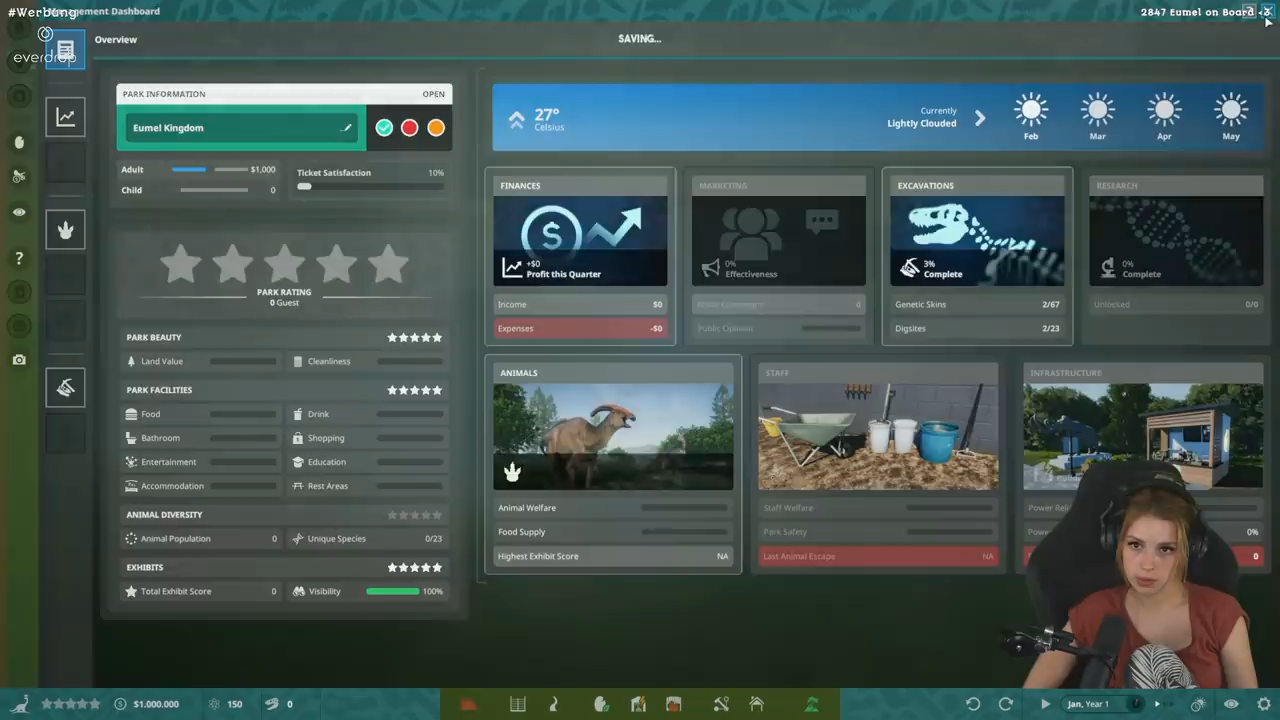 #Werbung
Management Dashboard
2847 Eumel on Board <3
everdrop
Overview
SAVING...
PARK INFORMATION
OPEN
Eumel Kingdom
Adult
$1,000
Child
0
Ticket Satisfaction
10%
PARK RATING
0 Guest
PARK BEAUTY
Land Value
Cleanliness
PARK FACILITIES
Food
Drink
Bathroom
Shopping
Entertainment
Education
Accommodation
Rest Areas
ANIMAL DIVERSITY
Animal Population
0
Unique Species
0/23
EXHIBITS
Total Exhibit Score
0
Visibility
100%
27°
Celsius
Currently
Lightly Clouded
Feb
Mar
Apr
May
FINANCES
+$0
Profit this Quarter
Income
$0
Expenses
-$0
MARKETING
0%
Effectiveness
0
Public Opinion
EXCAVATIONS
3%
Complete
Genetic Skins
2/67
Digsites
2/23
RESEARCH
0%
Complete
Unlocked
0/0
ANIMALS
Animal Welfare
Food Supply
Highest Exhibit Score
NA
STAFF
Staff Welfare
Park Safety
Last Animal Escape
NA
INFRASTRUCTURE
Power
0%
0
$1.000.000
150
0
?
Jan, Year 1